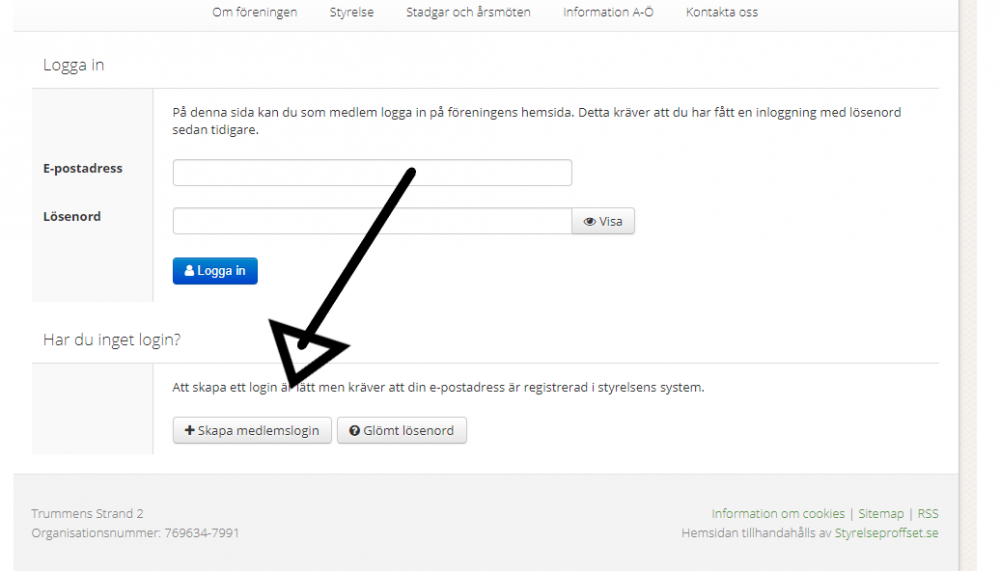 Om föreningen Styrelse Stadgar och årsmöten Information A-Ö Kontakta oss
Logga in
På denna sida kan du som medlem logga in på föreningens hemsida. Detta kräver att du har fått en inloggning med lösenord
sedan tidigare.
E-postadress
Lösenord
Visa
Logga in
Har du inget login?
Att skapa ett login är lätt men kräver att din e-postadress är registrerad i styrelsens system.
Skapa medlemslogin Glömt lösenord
Trummens Strand 2
Organisationsnummer: 769634-7991
Information om cookies | Sitemap | RSS
Hemsidan tillhandahålls av Styrelseproffset.se